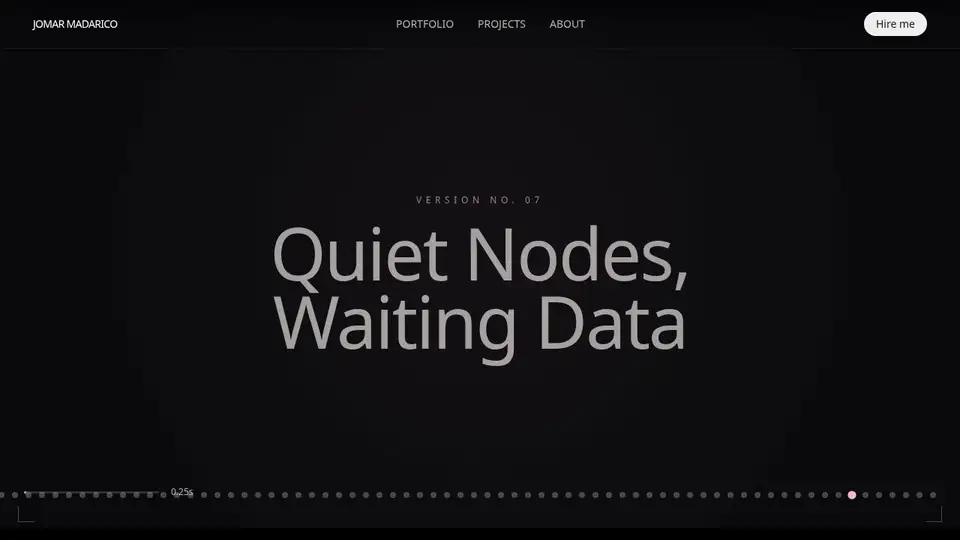 JOMAR MADARICO
PORTFOLIO PROJECTS ABOUT
Hire me
VERSION NO. 07
Quiet Nodes,
Waiting Data
0.25s